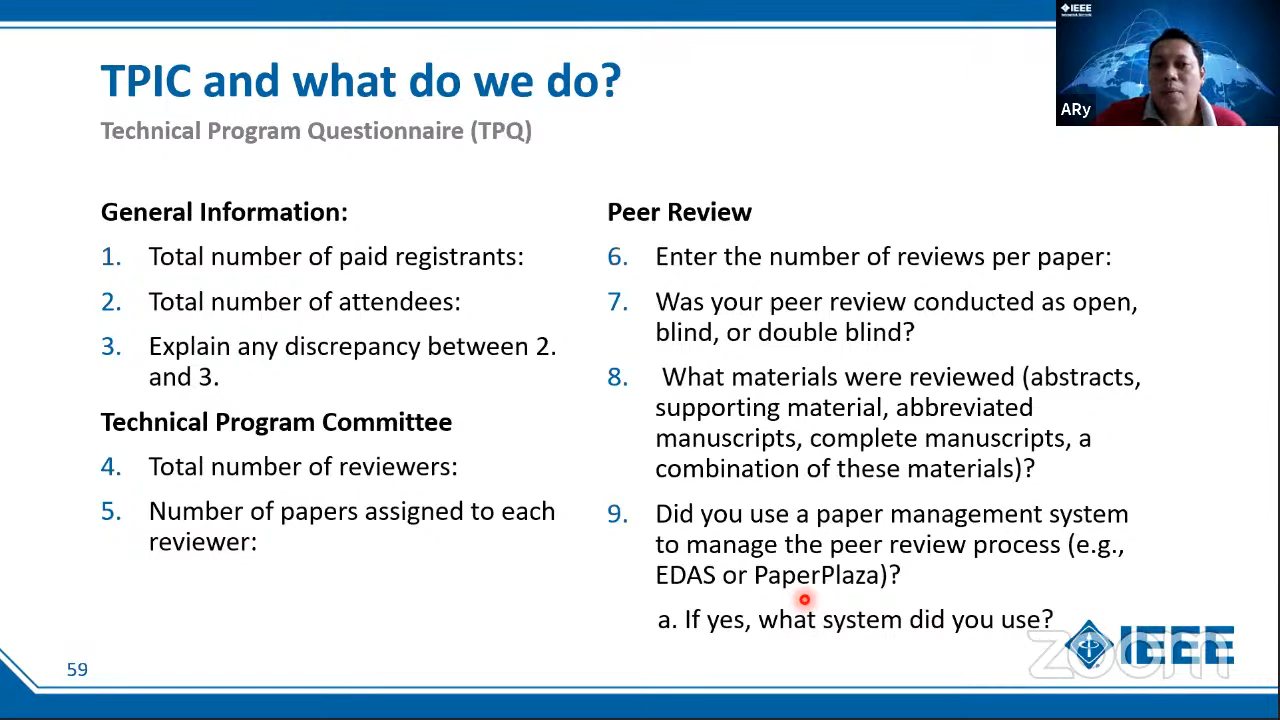 TPIC and what do we do?
Technical Program Questionnaire (TPQ)
General Information:
1. Total number of paid registrants:
2. Total number of attendees:
3. Explain any discrepancy between 2.
and 3.
Technical Program Committee
4. Total number of reviewers:
5. Number of papers assigned to each
reviewer:
Peer Review
6. Enter the number of reviews per paper:
7. Was your peer review conducted as open,
blind, or double blind?
8. What materials were reviewed (abstracts,
supporting material, abbreviated
manuscripts, complete manuscripts, a
combination of these materials)?
9. Did you use a paper management system
to manage the peer review process (e.g.,
EDAS or PaperPlaza)?
a. If yes, what system did you use?
IEEE
zoom
59
IEEE
ARy